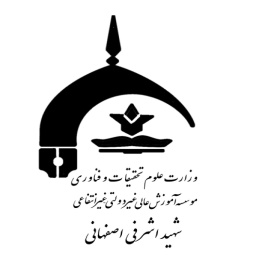 وزارت علوم تحقیقات و فناوری
موسسه آموزش عالی غیردولتی غیرانتفاعی
شهید اشرفی اصفهانی